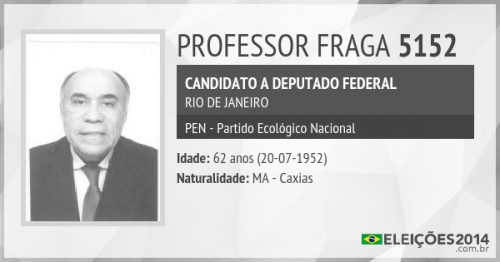 PROFESSOR FRAGA 5152
CANDIDATO A DEPUTADO FEDERAL
RIO DE JANEIRO
PEN - Partido Ecológico Nacional
Idade: 62 anos (20-07-1952)
Naturalidade: MA - Caxias
ELEIÇÕES2014
.com.br